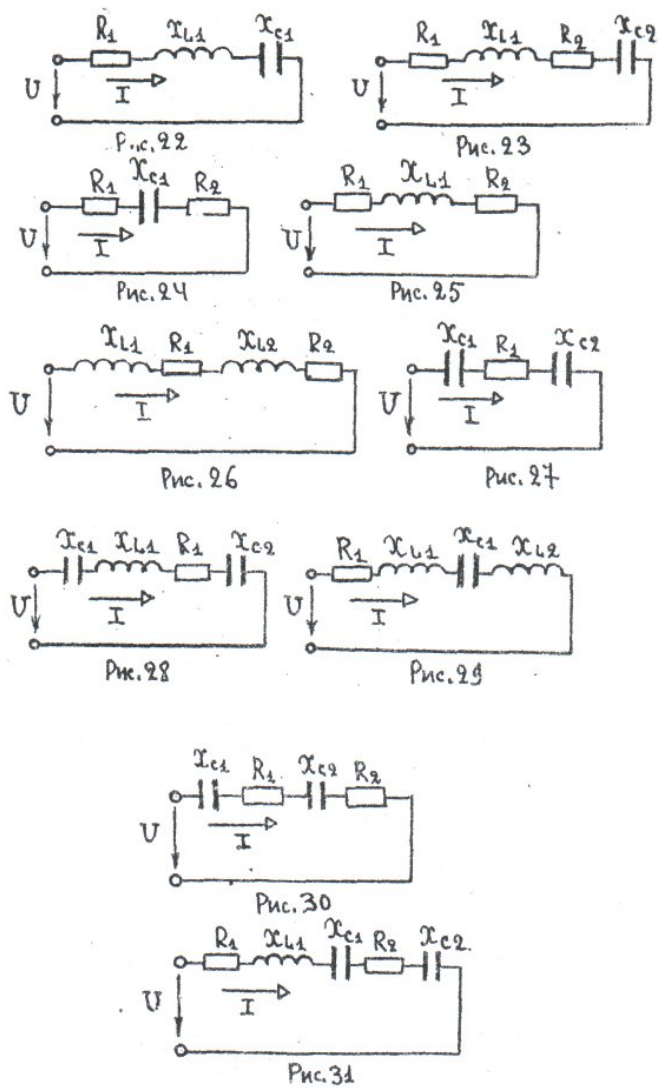 R1 XL1 XC1
U I
Рис. 22
R1 XL1 R2 XC2
U I
Рис. 23
R1 XC1 R2
U I
Рис. 24
R1 XL1 R2
U I
Рис. 25
XL1 R1 XL2 R2
U I
Рис. 26
XC1 R1 XC2
U I
Рис. 27
XC1 XL1 R1 XC2
U I
Рис. 28
R1 XL1 XC1 XL2
U I
Рис. 29
XC1 R1 XC2 R2
U I
Рис. 30
R1 XL1 XC1 R2 XC2.
U I
Рис. 31